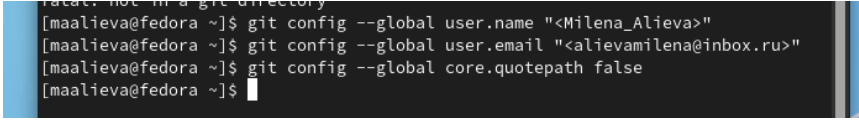 fatal: not in a git directory
[maalieva@fedora ~]$ git config --global user.name "<Milena_Alieva>"
[maalieva@fedora ~]$ git config --global user.email "<alievamilena@inbox.ru>"
[maalieva@fedora ~]$ git config --global core.quotepath false
[maalieva@fedora ~]$